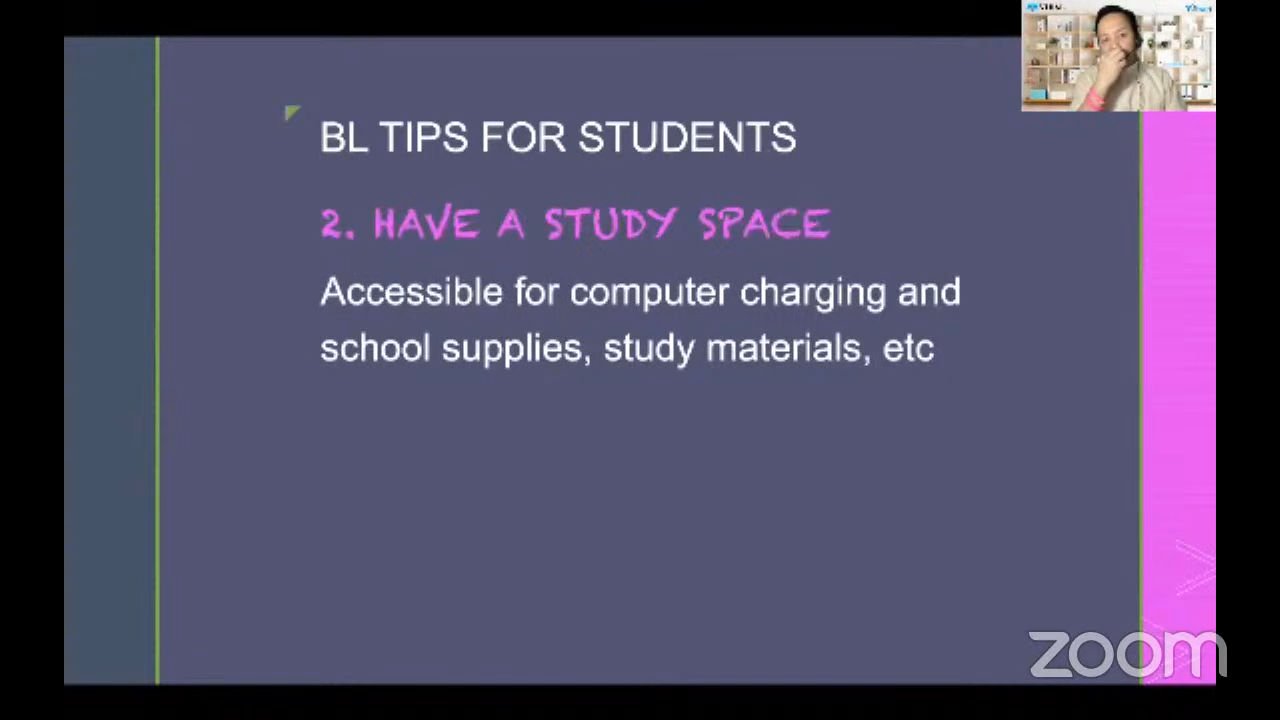 BL TIPS FOR STUDENTS
2. HAVE A STUDY SPACE
Accessible for computer charging and
school supplies, study materials, etc
zoom